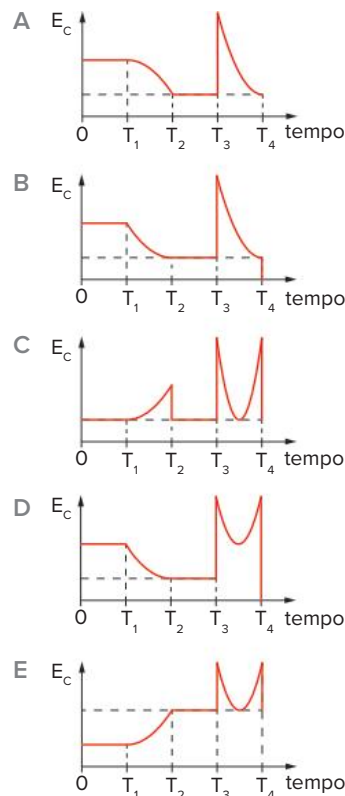 A E_C
0 T_1 T_2 T_3 T_4 tempo
B E_C
0 T_1 T_2 T_3 T_4 tempo
C E_C
0 T_1 T_2 T_3 T_4 tempo
D E_C
0 T_1 T_2 T_3 T_4 tempo
E E_C
0 T_1 T_2 T_3 T_4 tempo